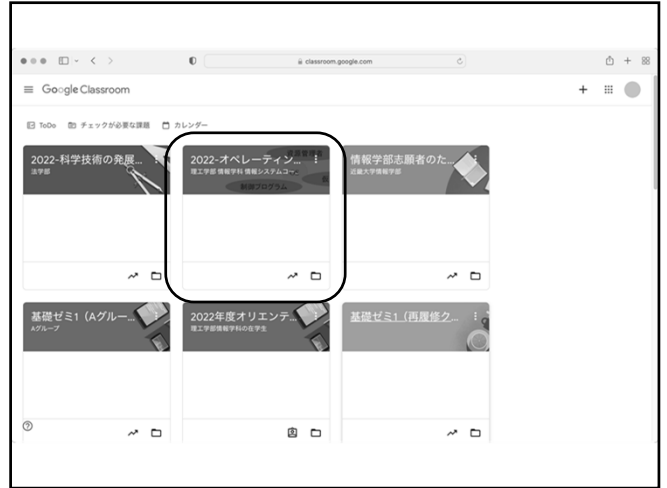 classroom.google.com
Google Classroom
ToDo チェックが必要な課題 カレンダー
2022-科学技術の発展...
法学部
2022-オペレーティン...
理工学部 情報学科 情報システムコー...
制御プログラム
情報学部志願者のた...
近畿大学情報学部
基礎ゼミ1(Aグルー...
Aグループ
2022年度オリエンテ...
理工学部情報学科の在学生
基礎ゼミ1(再履修ク...